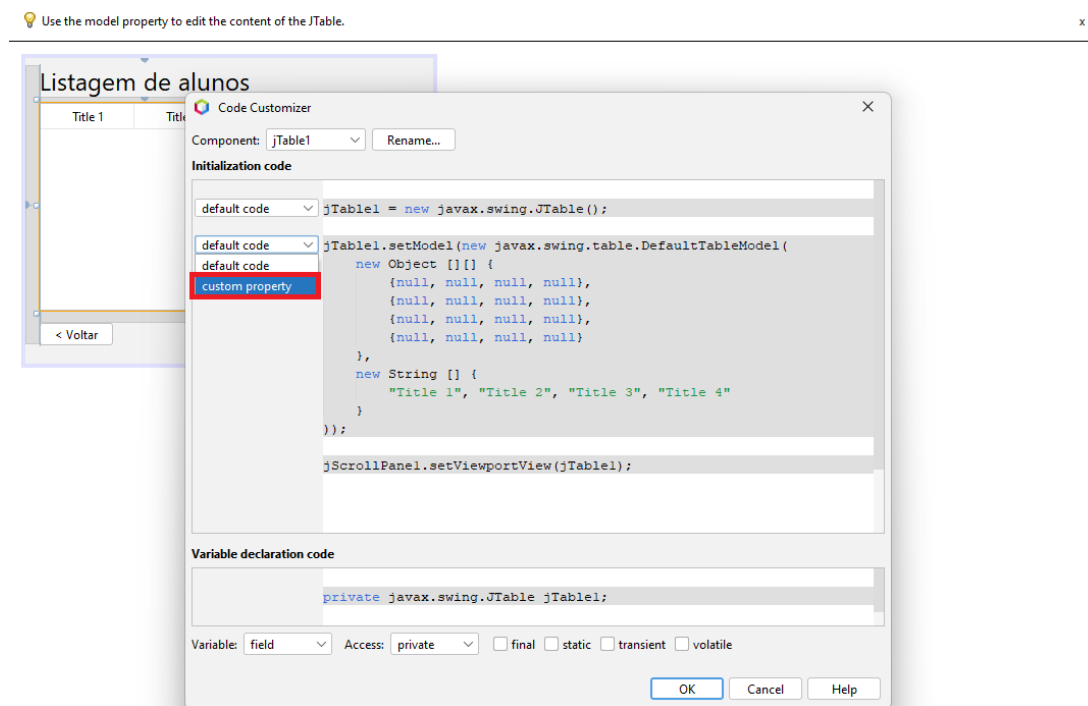 Use the model property to edit the content of the JTable.
x
Listagem de alunos
Title 1
Title
< Voltar
Code Customizer
Component: jTable1 Rename...
Initialization code
default code jTable1 = new javax.swing.JTable();
default code jTable1.setModel(new javax.swing.table.DefaultTableModel(
default code new Object [][] {
custom property {null, null, null, null},
{null, null, null, null},
{null, null, null, null},
{null, null, null, null}
},
new String [] {
"Title 1", "Title 2", "Title 3", "Title 4"
}
));
jScrollPane1.setViewportView(jTable1);
Variable declaration code
private javax.swing.JTable jTable1;
Variable: field Access: private final static transient volatile
OK Cancel Help